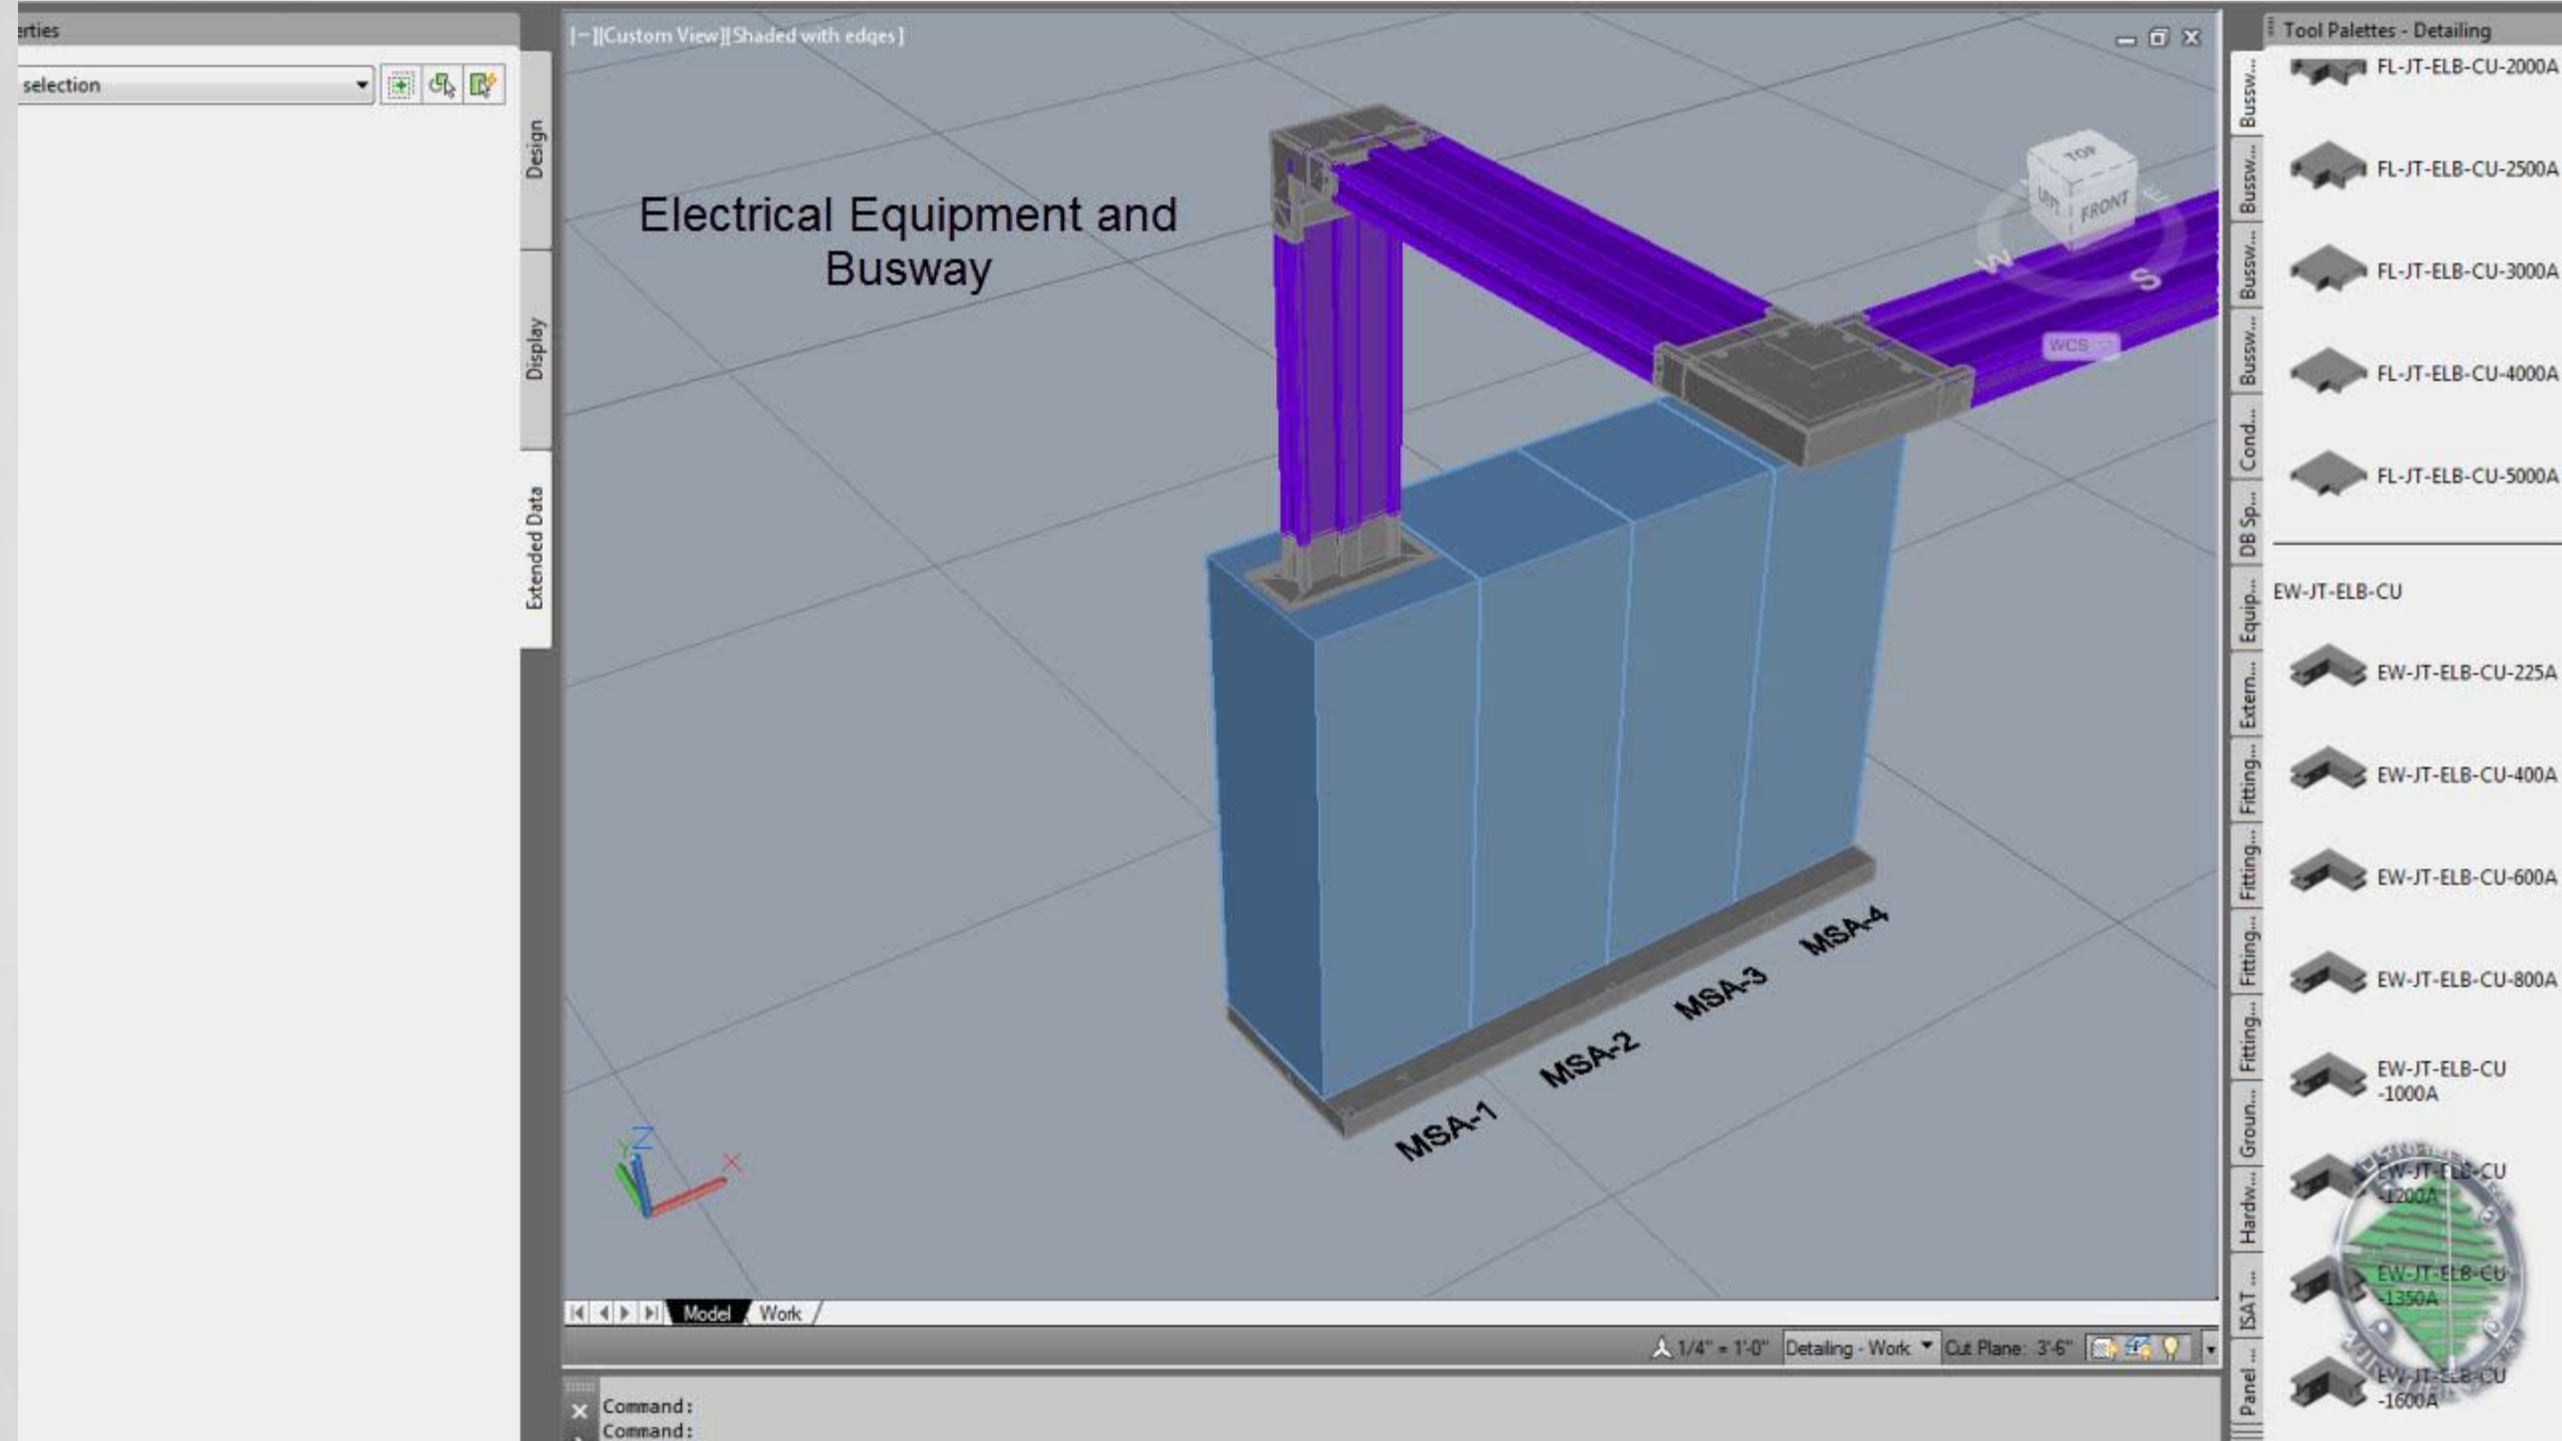 erties
selection
Design
Display
Extended Data
[−][Custom View][Shaded with edges]
Electrical Equipment and
Busway
TOP
LEFT
FRONT
W
S
WCS
MSA-1
MSA-2
MSA-3
MSA-4
Z
Y
X
Model
Work
1/4" = 1'-0"
Detailing - Work
Cut Plane: 3'-6"
Command:
Command:
Tool Palettes - Detailing
Bussw...
Bussw...
Bussw...
Bussw...
Cond...
DB Sp...
Equip...
Extern...
Fitting...
Fitting...
Fitting...
Fitting...
Groun...
Hardw...
ISAT ...
Panel ...
FL-JT-ELB-CU-2000A
FL-JT-ELB-CU-2500A
FL-JT-ELB-CU-3000A
FL-JT-ELB-CU-4000A
FL-JT-ELB-CU-5000A
EW-JT-ELB-CU
EW-JT-ELB-CU-225A
EW-JT-ELB-CU-400A
EW-JT-ELB-CU-600A
EW-JT-ELB-CU-800A
EW-JT-ELB-CU
-1000A
EW-JT-ELB-CU
-1200A
EW-JT-ELB-CU
-1350A
EW-JT-ELB-CU
-1600A